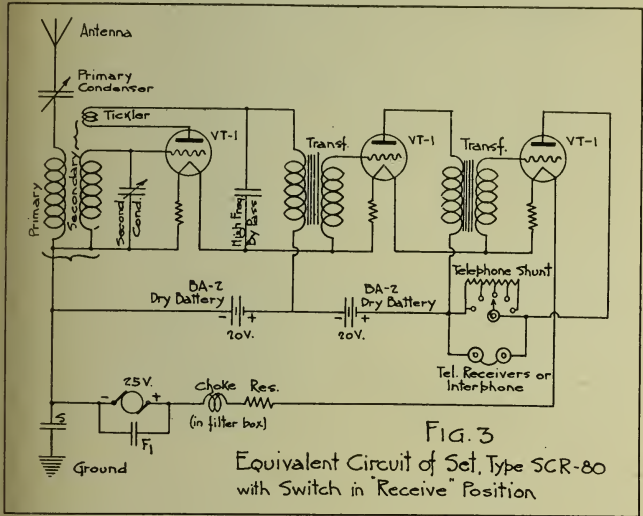 Antenna
Primary
Condenser
Tickler
VT-1
VT-1
VT-1
Transf.
Transf.
Primary
Secondary
Second
Cond.
High Freq.
By Pass
BA-2
Dry Battery
- +
20V.
BA-2
Dry Battery
- +
20V.
Telephone Shunt
Tel. Receivers or
Interphone
25V.
- +
F1
Choke
(in filter box)
Res.
S
Ground
FIG. 3
Equivalent Circuit of Set, Type SCR-80
with Switch in "Receive" Position